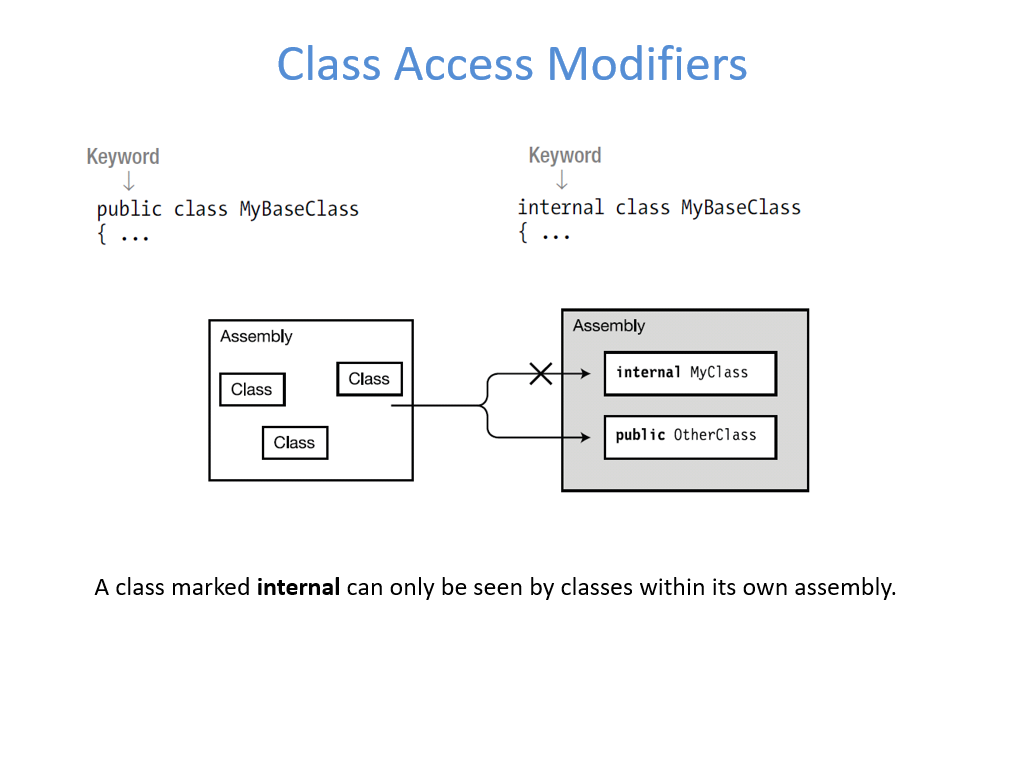 Class Access Modifiers
Keyword
public class MyBaseClass
{ ...
Keyword
internal class MyBaseClass
{ ...
Assembly
Class
Class
Class
Assembly
internal MyClass
public OtherClass
A class marked internal can only be seen by classes within its own assembly.